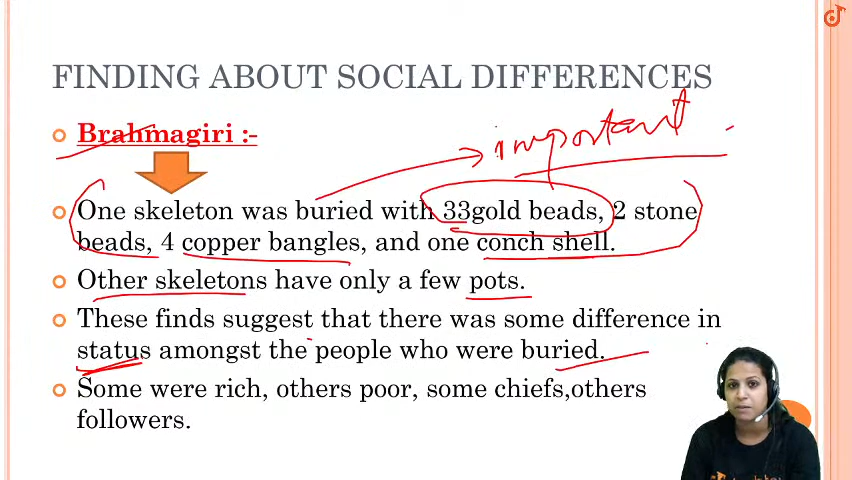 FINDING ABOUT SOCIAL DIFFERENCES
Brahmagiri :-
important
One skeleton was buried with 33gold beads, 2 stone
beads, 4 copper bangles, and one conch shell.
Other skeletons have only a few pots.
These finds suggest that there was some difference in
status amongst the people who were buried.
Some were rich, others poor, some chiefs,others
followers.